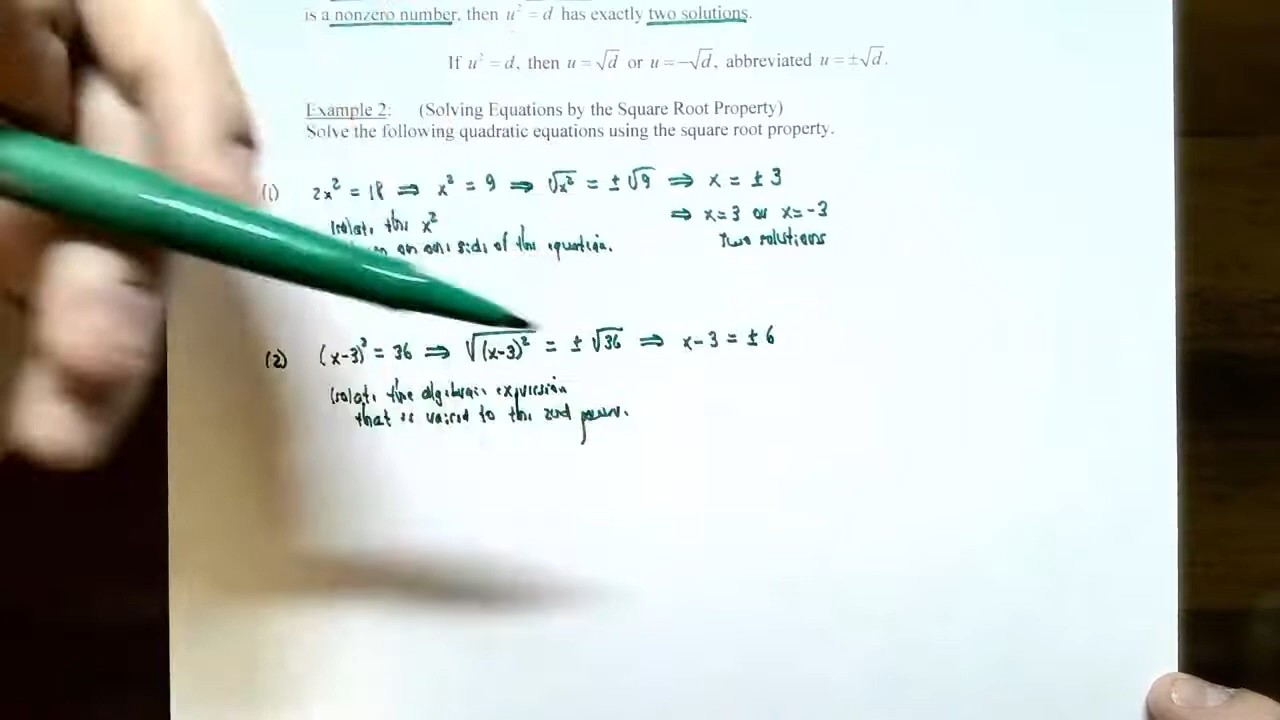 is a nonzero number, then u² = d has exactly two solutions.
If u² = d, then u = √d or u = −√d, abbreviated u = ±√d.
Example 2: (Solving Equations by the Square Root Property)
Solve the following quadratic equations using the square root property.
(1) 2x² = 18 ⇒ x² = 9 ⇒ √x² = ±√9 ⇒ x = ±3
Isolate the x² ⇒ x=3 or x=-3
on one side of the equation. Two solutions
(2) (x-3)² = 36 ⇒ √(x-3)² = ±√36 ⇒ x-3 = ±6
Isolate the algebraic expression
that is raised to the 2nd power.